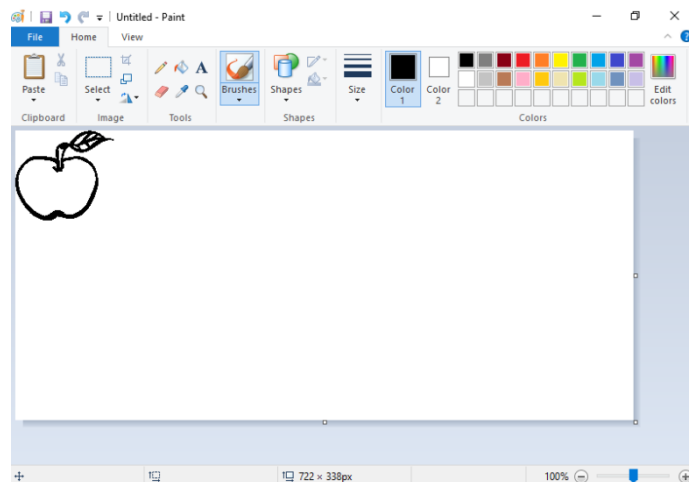 Untitled - Paint
File Home View
Paste Select Brushes Shapes Size Color 1 Color 2 Edit colors
A
Clipboard Image Tools Shapes Colors
722 × 338px 100%